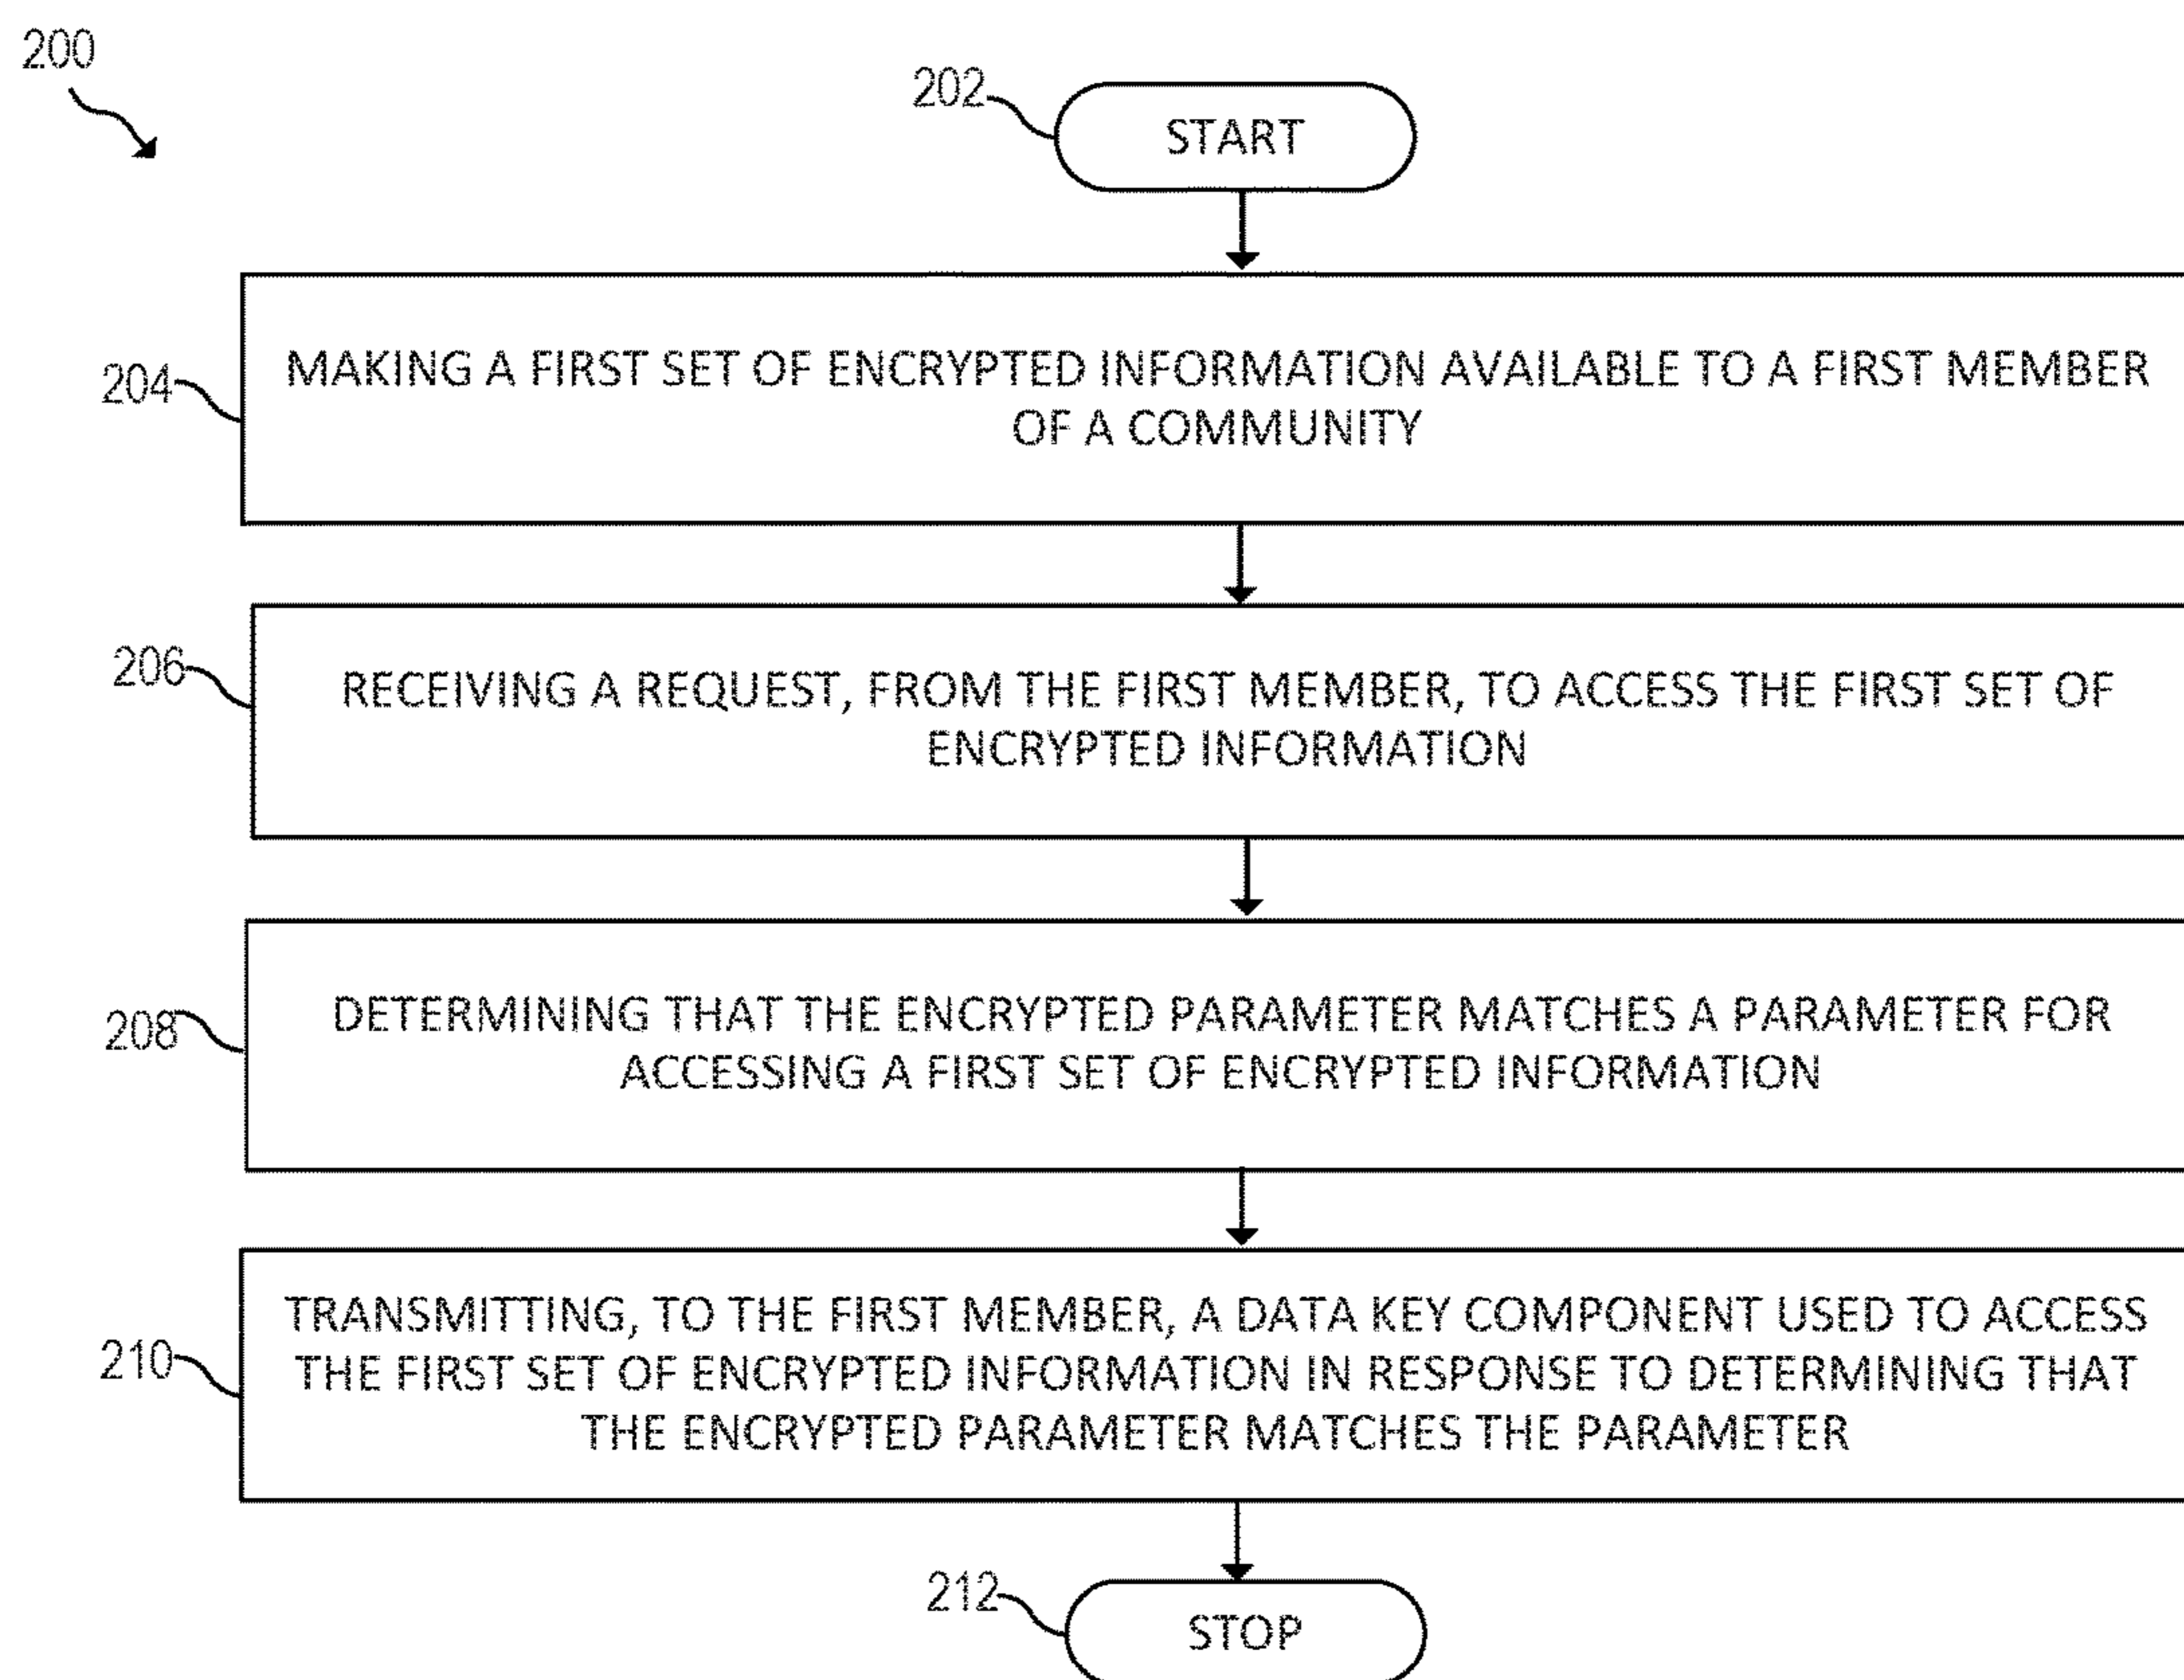 200
202
START
204
MAKING A FIRST SET OF ENCRYPTED INFORMATION AVAILABLE TO A FIRST MEMBER
OF A COMMUNITY
206
RECEIVING A REQUEST, FROM THE FIRST MEMBER, TO ACCESS THE FIRST SET OF
ENCRYPTED INFORMATION
208
DETERMINING THAT THE ENCRYPTED PARAMETER MATCHES A PARAMETER FOR
ACCESSING A FIRST SET OF ENCRYPTED INFORMATION
210
TRANSMITTING, TO THE FIRST MEMBER, A DATA KEY COMPONENT USED TO ACCESS
THE FIRST SET OF ENCRYPTED INFORMATION IN RESPONSE TO DETERMINING THAT
THE ENCRYPTED PARAMETER MATCHES THE PARAMETER
212
STOP